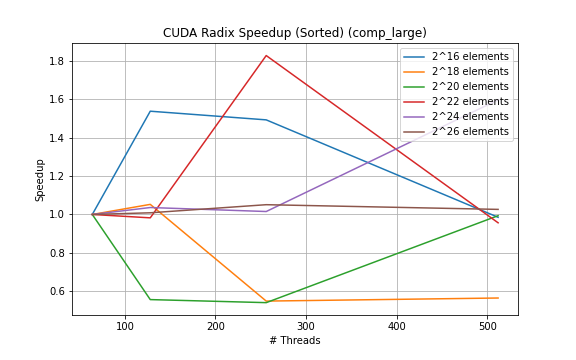 CUDA Radix Speedup (Sorted) (comp_large)
Speedup
1.8
1.6
1.4
1.2
1.0
0.8
0.6
2^16 elements
2^18 elements
2^20 elements
2^22 elements
2^24 elements
2^26 elements
100
200
300
400
500
# Threads